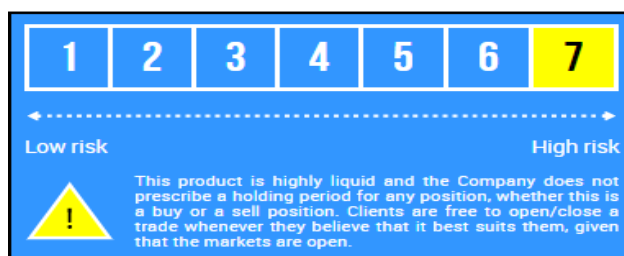 1 2 3 4 5 6 7
Low risk High risk
This product is highly liquid and the Company does not
prescribe a holding period for any position, whether this is
a buy or a sell position. Clients are free to open/close a
trade whenever they believe that it best suits them, given
that the markets are open.
!